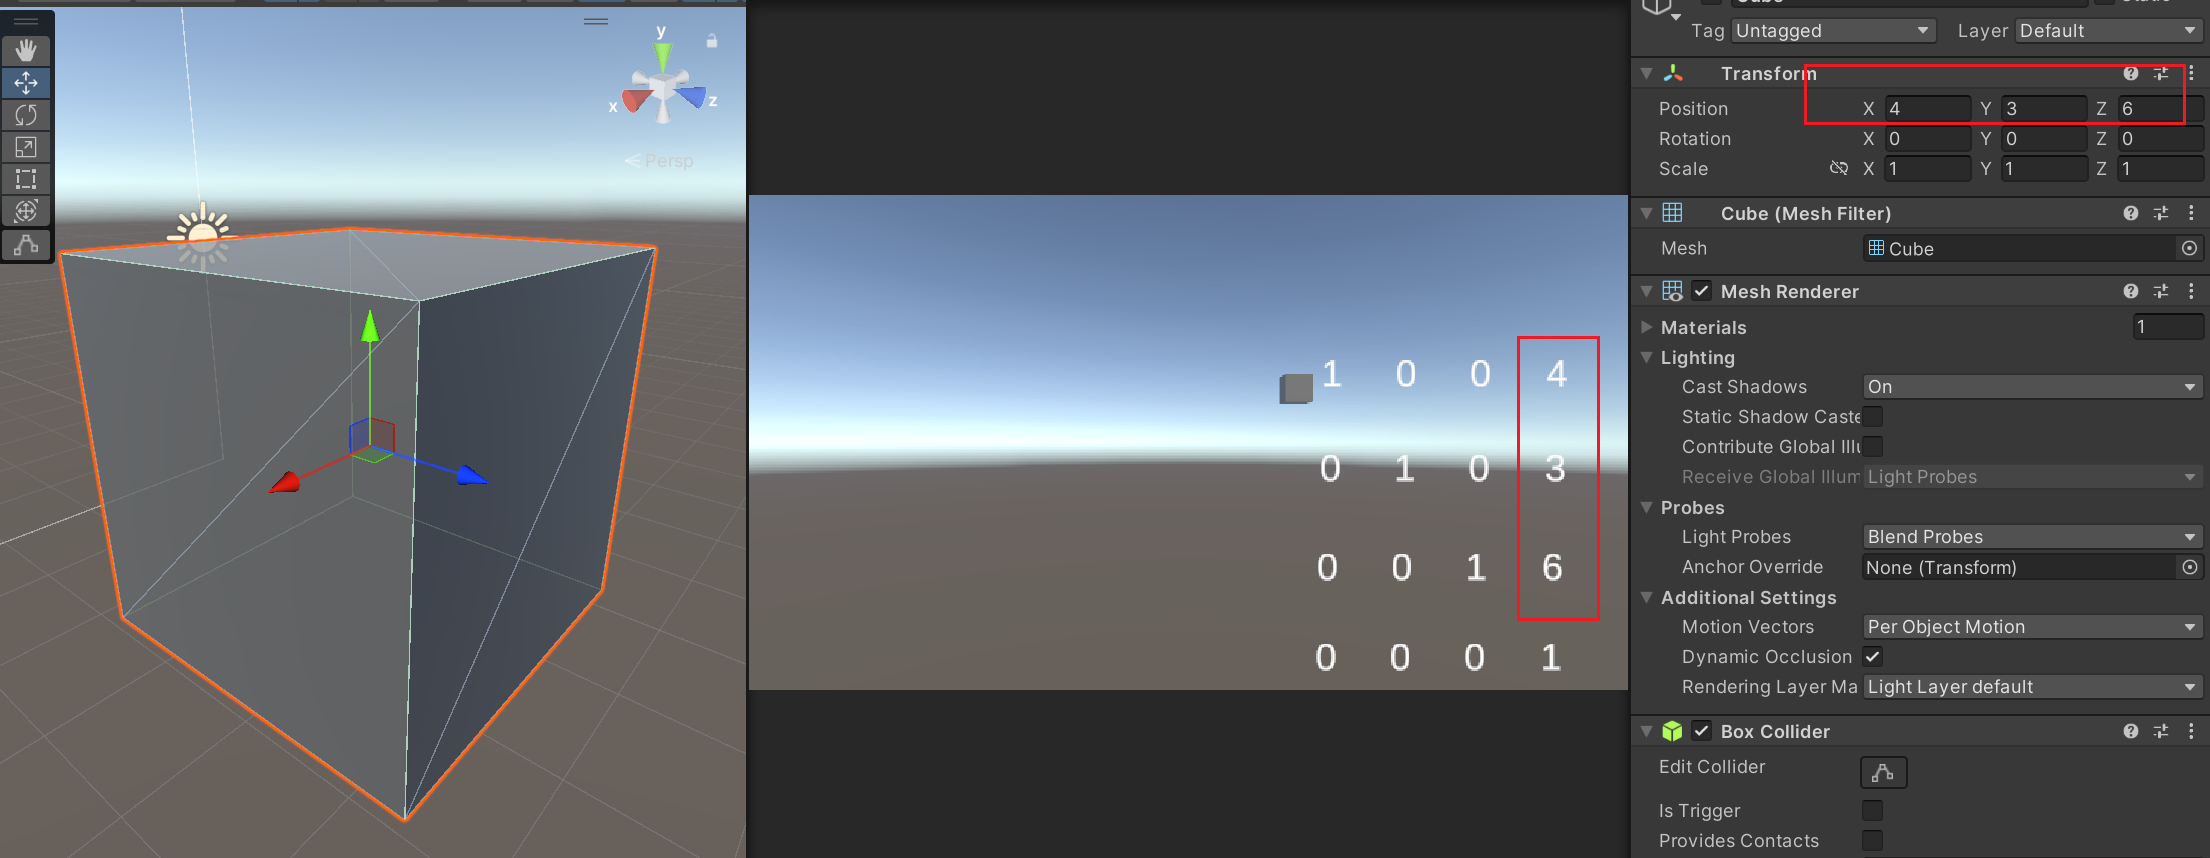 y
x
z
Persp
1 0 0 4
0 1 0 3
0 0 1 6
0 0 0 1
Cube
Tag Untagged Layer Default
Transform
Position X 4 Y 3 Z 6
Rotation X 0 Y 0 Z 0
Scale X 1 Y 1 Z 1
Cube (Mesh Filter)
Mesh Cube
Mesh Renderer
Materials 1
Lighting
Cast Shadows On
Static Shadow Caste
Contribute Global Illu
Receive Global Illum Light Probes
Probes
Light Probes Blend Probes
Anchor Override None (Transform)
Additional Settings
Motion Vectors Per Object Motion
Dynamic Occlusion
Rendering Layer Ma Light Layer default
Box Collider
Edit Collider
Is Trigger
Provides Contacts